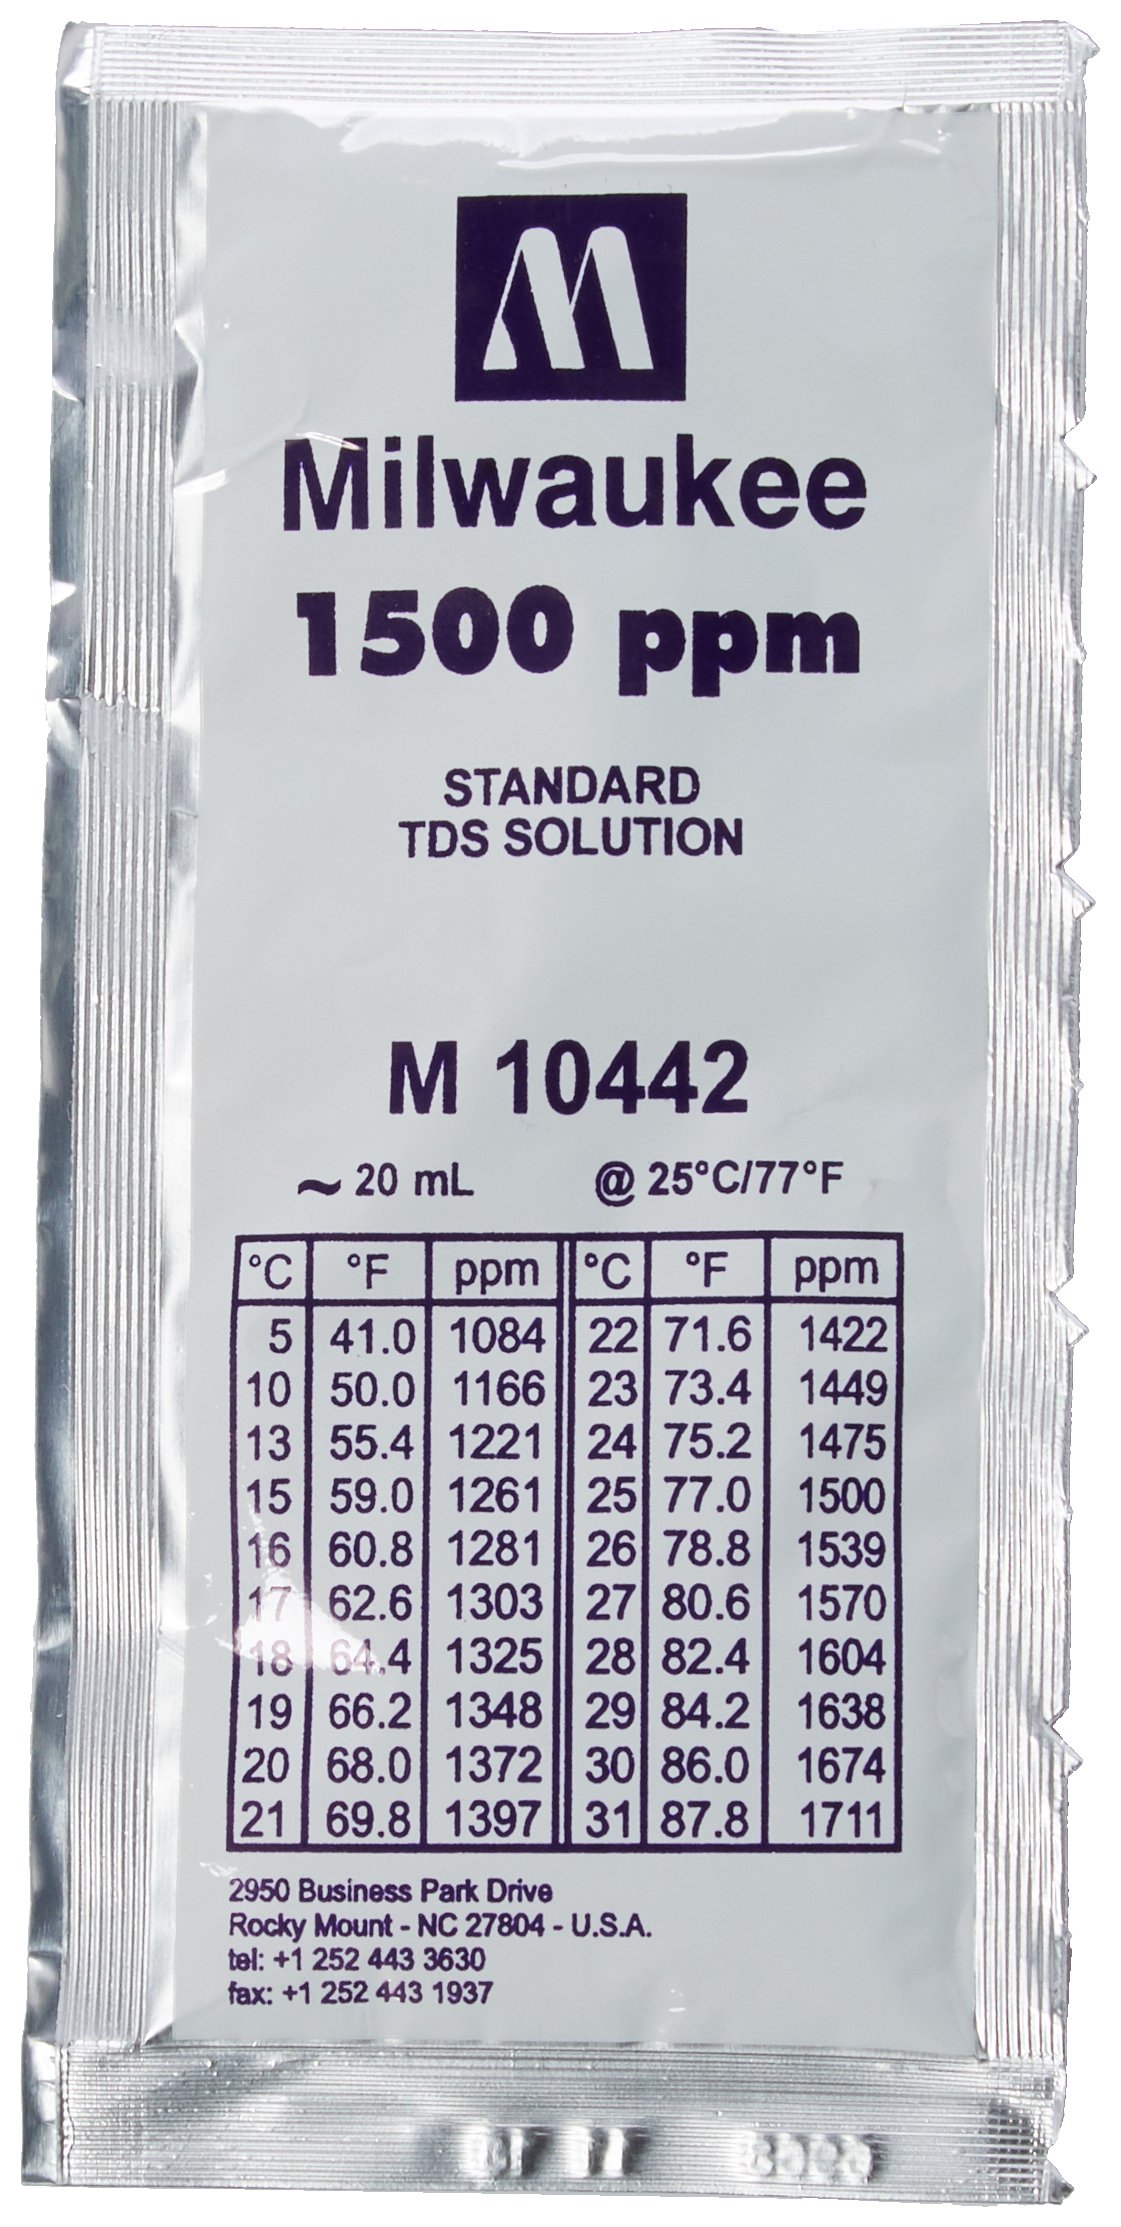 M
Milwaukee
1500 ppm
STANDARD
TDS SOLUTION
M 10442
~ 20 mL @ 25°C/77°F
°C °F ppm °C °F ppm
5 41.0 1084 22 71.6 1422
10 50.0 1166 23 73.4 1449
13 55.4 1221 24 75.2 1475
15 59.0 1261 25 77.0 1500
16 60.8 1281 26 78.8 1539
17 62.6 1303 27 80.6 1570
18 64.4 1325 28 82.4 1604
19 66.2 1348 29 84.2 1638
20 68.0 1372 30 86.0 1674
21 69.8 1397 31 87.8 1711
2950 Business Park Drive
Rocky Mount - NC 27804 - U.S.A.
tel: +1 252 443 3630
fax: +1 252 443 1937